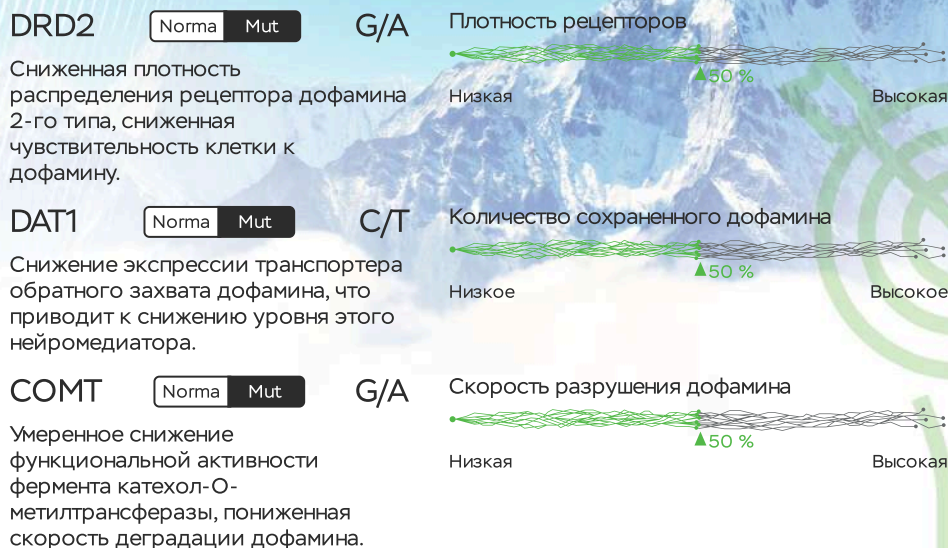 DRD2 Norma Mut G/A
Сниженная плотность
распределения рецептора дофамина
2-го типа, сниженная
чувствительность клетки к
дофамину.
Плотность рецепторов
50 %
Низкая Высокая
DAT1 Norma Mut C/T
Снижение экспрессии транспортера
обратного захвата дофамина, что
приводит к снижению уровня этого
нейромедиатора.
Количество сохраненного дофамина
50 %
Низкое Высокое
COMT Norma Mut G/A
Умеренное снижение
функциональной активности
фермента катехол-О-
метилтрансферазы, пониженная
скорость деградации дофамина.
Скорость разрушения дофамина
50 %
Низкая Высокая